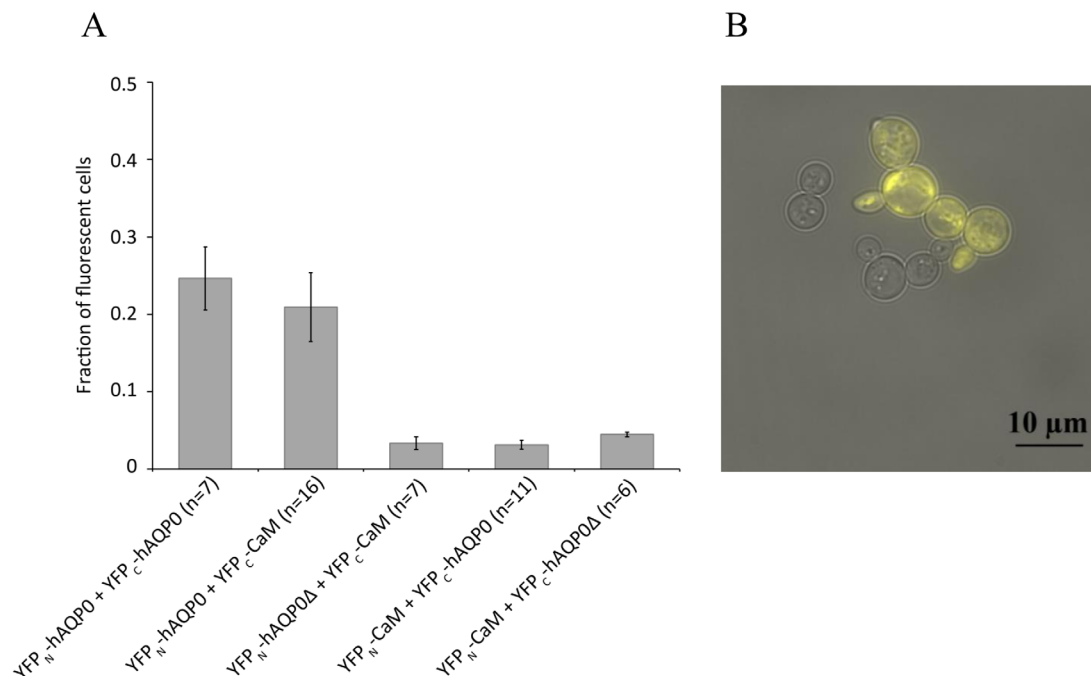 A
B
0.5
0.4
0.3
0.2
0.1
0
Fraction of fluorescent cells
YFPN-hAQP0 + YFPC-hAQP0 (n=7)
YFPN-hAQP0 + YFPC-CaM (n=16)
YFPN-hAQP0Δ + YFPC-CaM (n=7)
YFPN-CaM + YFPC-hAQP0 (n=11)
YFPN-CaM + YFPC-hAQP0Δ (n=6)
10 µm